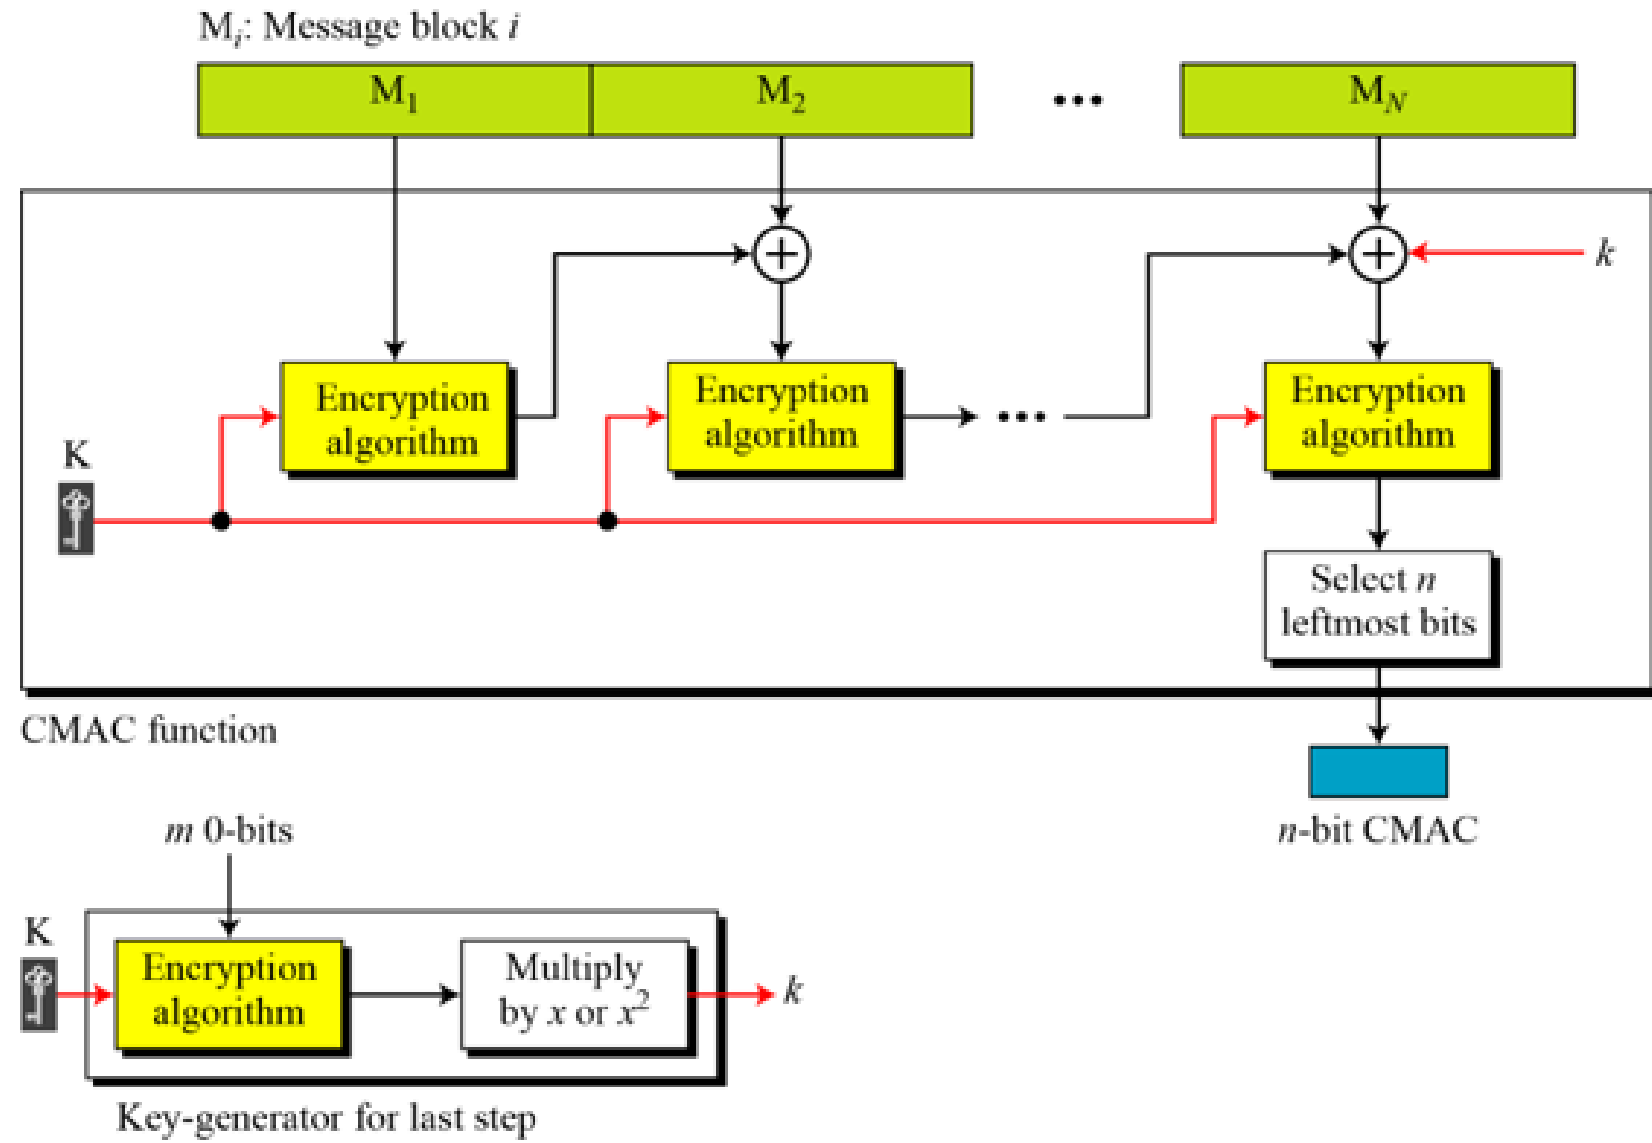 Mi: Message block i
M1
M2
•••
MN
k
Encryption
algorithm
Encryption
algorithm
•••
Encryption
algorithm
K
Select n
leftmost bits
CMAC function
n-bit CMAC
m 0-bits
K
Encryption
algorithm
Multiply
by x or x²
k
Key-generator for last step